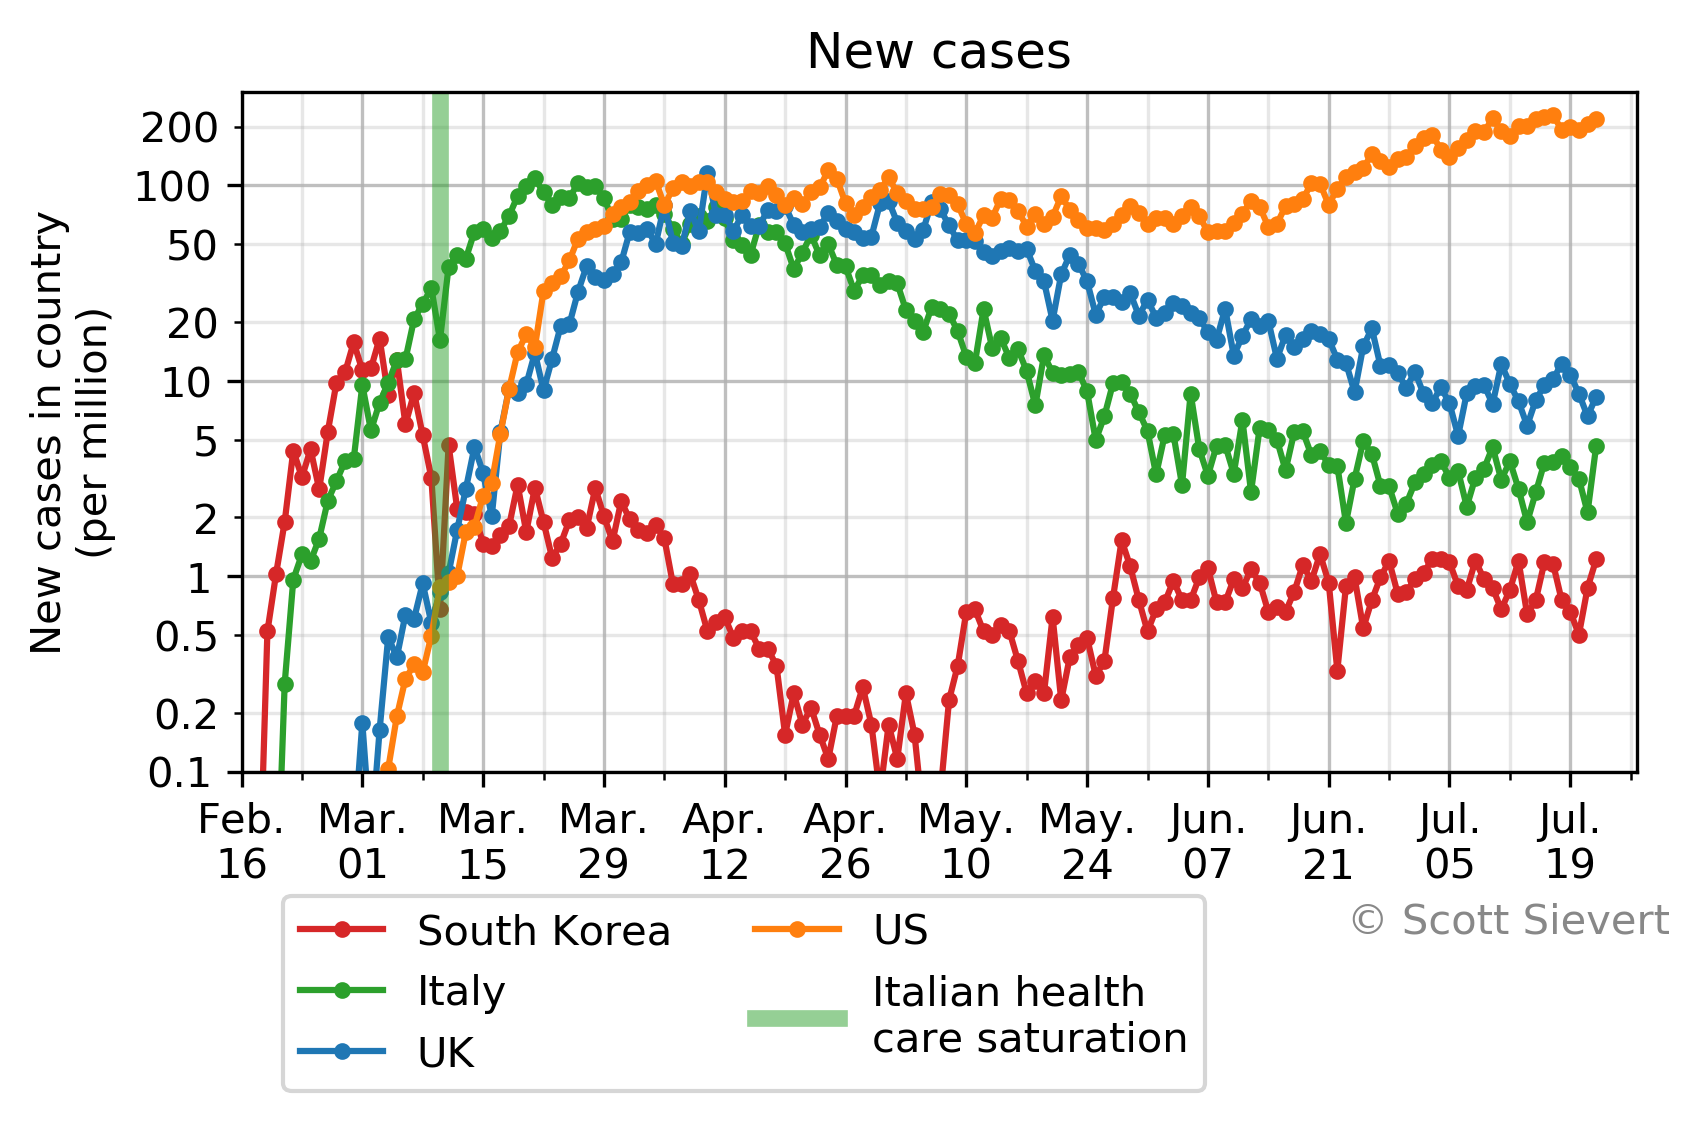 New cases
New cases in country
(per million)
200
100
50
20
10
5
2
1
0.5
0.2
0.1
Feb. Mar. Mar. Mar. Apr. Apr. May. May. Jun. Jun. Jul. Jul.
16 01 15 29 12 26 10 24 07 21 05 19
© Scott Sievert
South Korea
Italy
UK
US
Italian health
care saturation